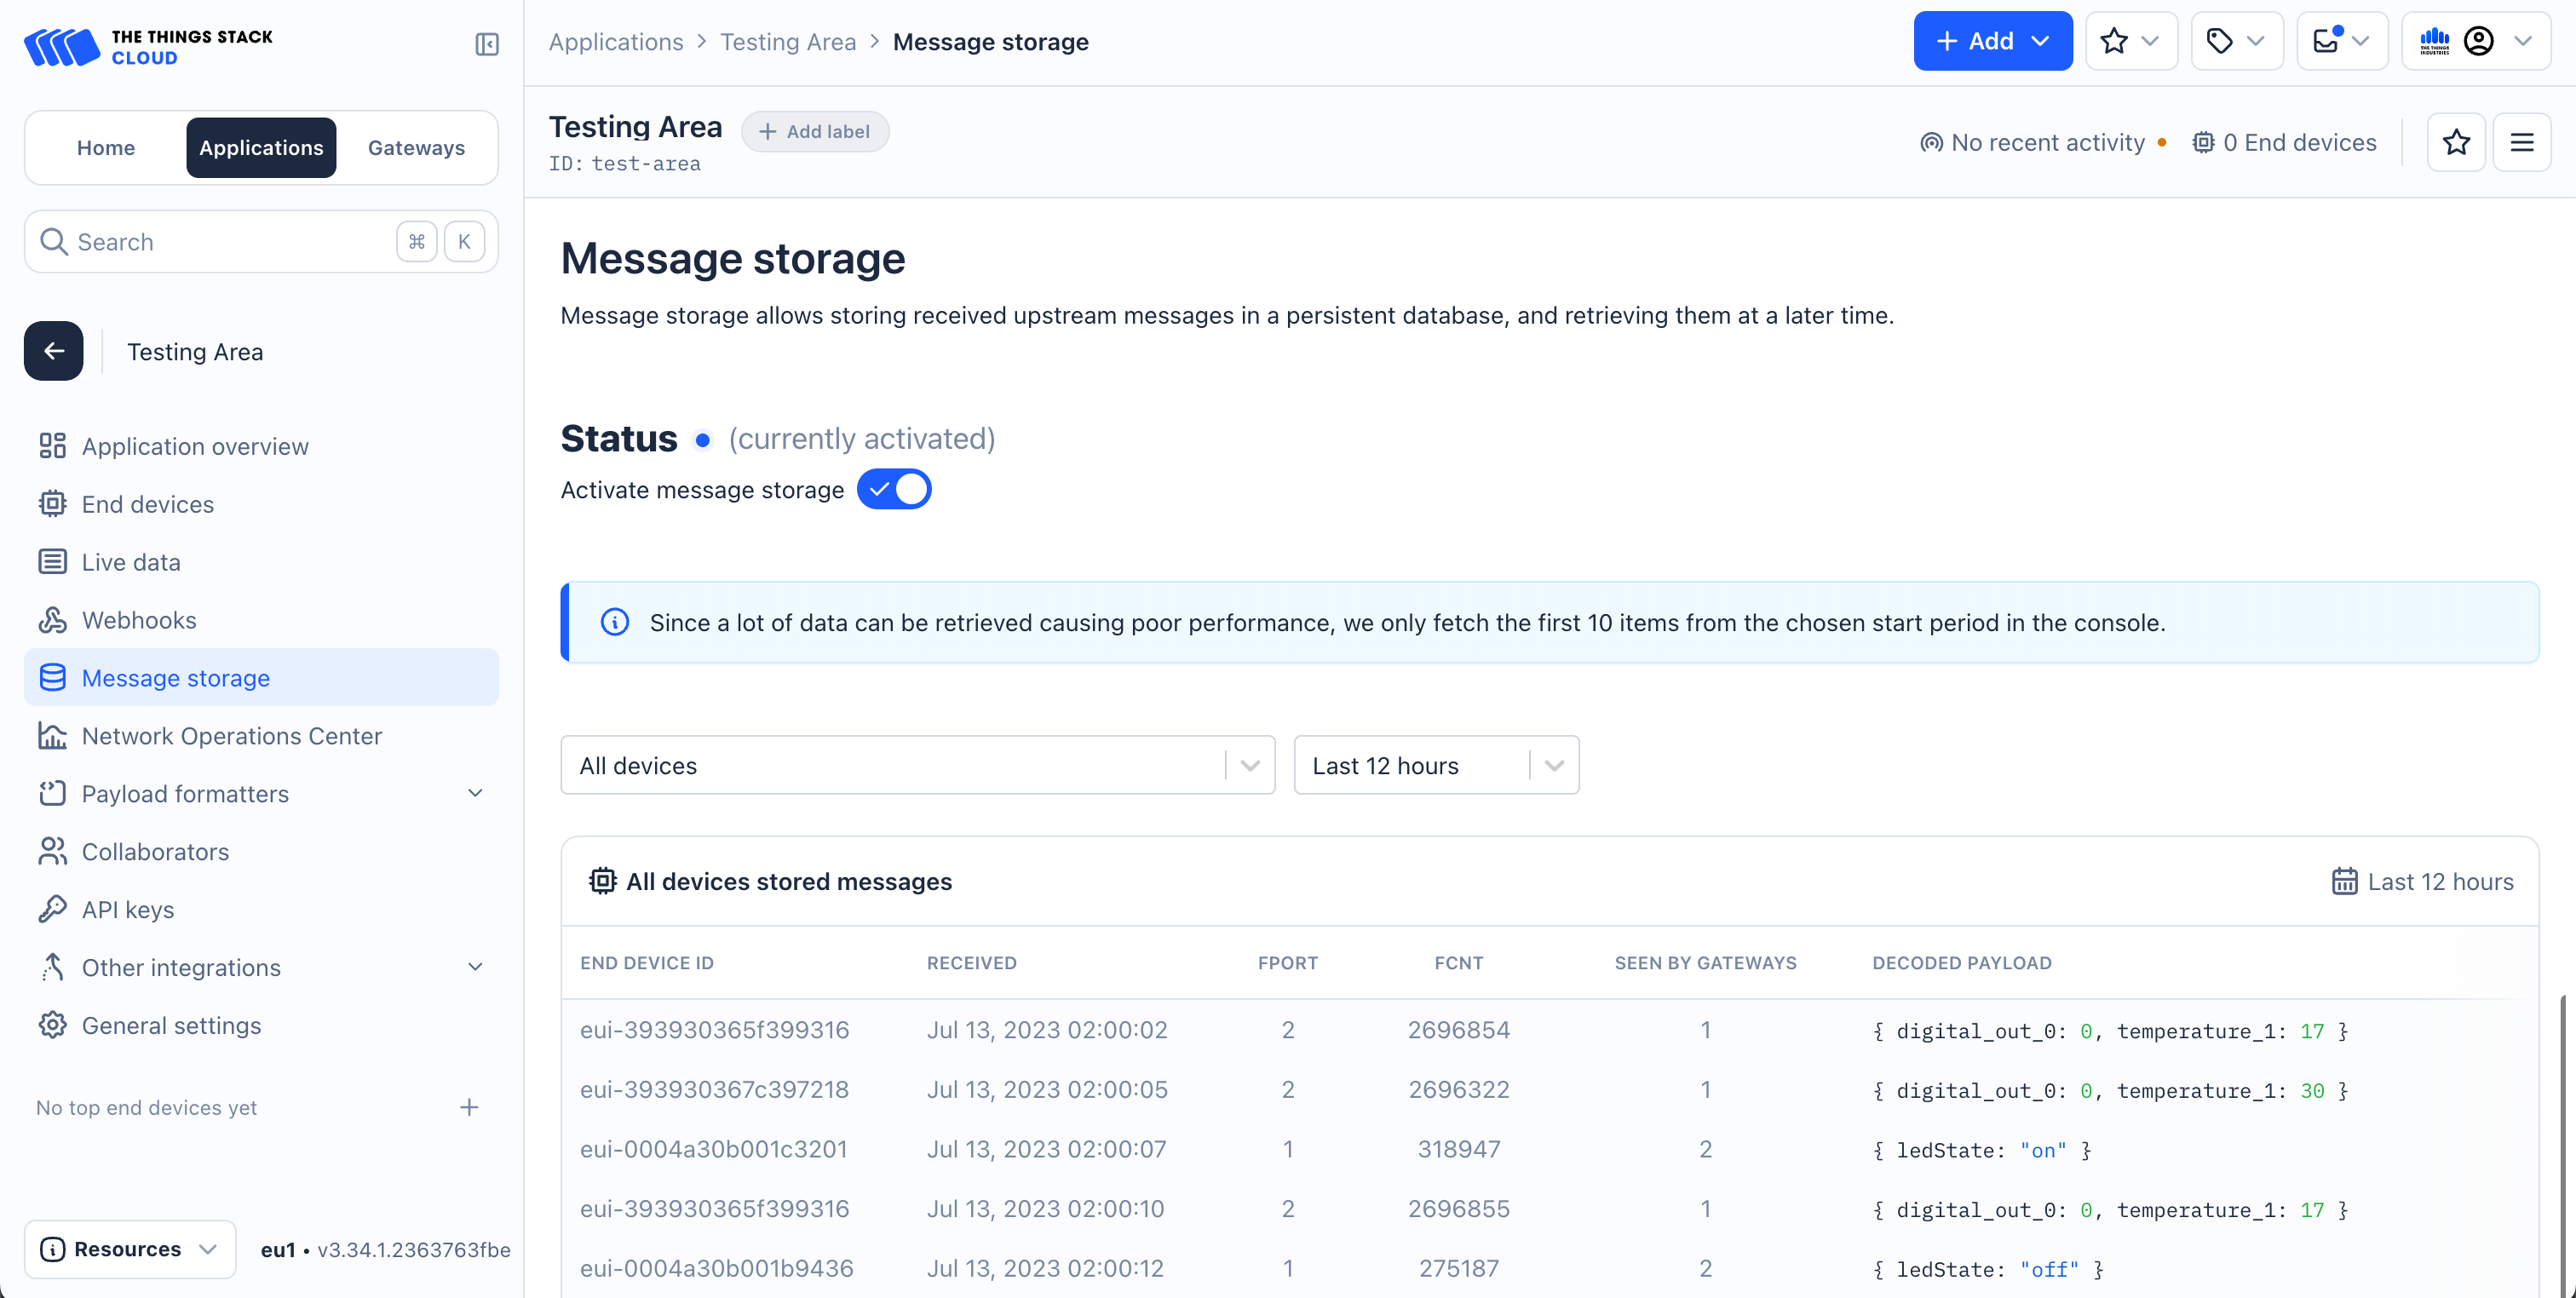 THE THINGS STACK
CLOUD
Applications > Testing Area > Message storage
+ Add
THE THINGS INDUSTRIES
Home Applications Gateways
Testing Area + Add label
ID: test-area
No recent activity 0 End devices
Search ⌘ K
Message storage
Message storage allows storing received upstream messages in a persistent database, and retrieving them at a later time.
Testing Area
Application overview
End devices
Live data
Webhooks
Message storage
Network Operations Center
Payload formatters
Collaborators
API keys
Other integrations
General settings
No top end devices yet +
Resources eu1 • v3.34.1.2363763fbe
Status (currently activated)
Activate message storage
Since a lot of data can be retrieved causing poor performance, we only fetch the first 10 items from the chosen start period in the console.
All devices Last 12 hours
All devices stored messages Last 12 hours
END DEVICE ID RECEIVED FPORT FCNT SEEN BY GATEWAYS DECODED PAYLOAD
eui-393930365f399316 Jul 13, 2023 02:00:02 2 2696854 1 { digital_out_0: 0, temperature_1: 17 }
eui-393930367c397218 Jul 13, 2023 02:00:05 2 2696322 1 { digital_out_0: 0, temperature_1: 30 }
eui-0004a30b001c3201 Jul 13, 2023 02:00:07 1 318947 2 { ledState: "on" }
eui-393930365f399316 Jul 13, 2023 02:00:10 2 2696855 1 { digital_out_0: 0, temperature_1: 17 }
eui-0004a30b001b9436 Jul 13, 2023 02:00:12 1 275187 2 { ledState: "off" }